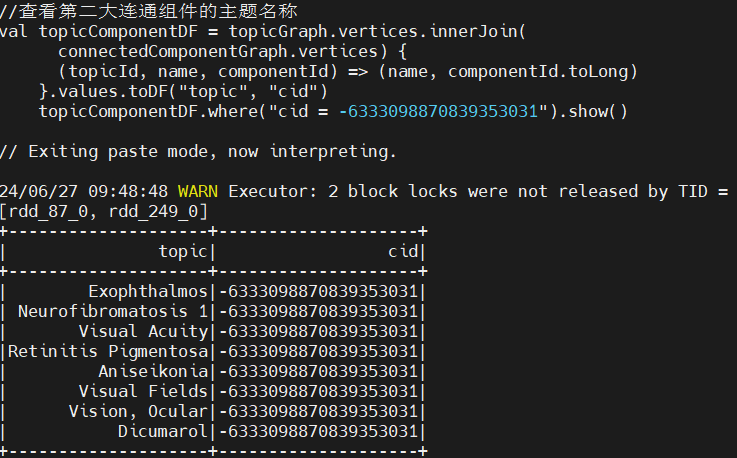 //查看第二大连通组件的主题名称
val topicComponentDF = topicGraph.vertices.innerJoin(
      connectedComponentGraph.vertices) {
      (topicId, name, componentId) => (name, componentId.toLong)
    }.values.toDF("topic", "cid")
    topicComponentDF.where("cid = -6333098870839353031").show()

// Exiting paste mode, now interpreting.

24/06/27 09:48:48 WARN Executor: 2 block locks were not released by TID =
[rdd_87_0, rdd_249_0]
+--------------------+--------------------+
|               topic|                 cid|
+--------------------+--------------------+
|        Exophthalmos|-6333098870839353031|
| Neurofibromatosis 1|-6333098870839353031|
|       Visual Acuity|-6333098870839353031|
|Retinitis Pigmentosa|-6333098870839353031|
|         Aniseikonia|-6333098870839353031|
|       Visual Fields|-6333098870839353031|
|      Vision, Ocular|-6333098870839353031|
|           Dicumarol|-6333098870839353031|
+--------------------+--------------------+